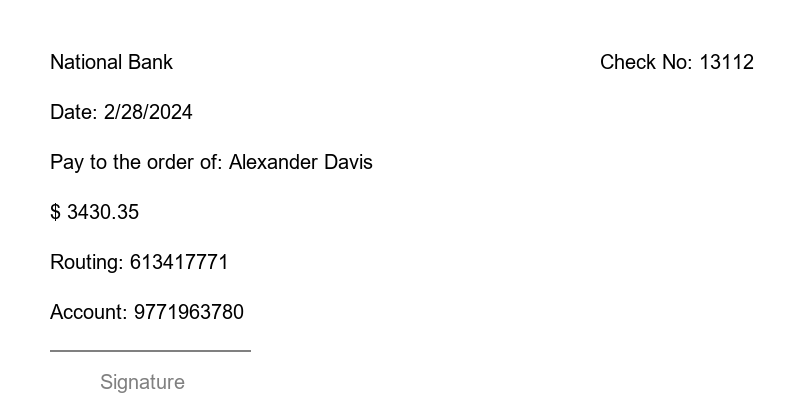 National Bank
Check No: 13112
Date: 2/28/2024
Pay to the order of: Alexander Davis
$ 3430.35
Routing: 613417771
Account: 9771963780
Signature